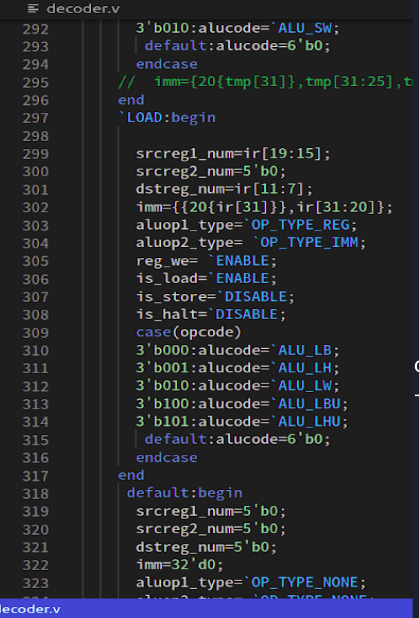 decoder.v
292 3'b010:alucode=`ALU_SW;
293 default:alucode=6'b0;
294 endcase
295 // imm={20{tmp[31]},tmp[31:25],t
296 end
297 `LOAD:begin
298
299 srcreg1_num=ir[19:15];
300 srcreg2_num=5'b0;
301 dstreg_num=ir[11:7];
302 imm={{20{ir[31]}},ir[31:20]};
303 aluop1_type=`OP_TYPE_REG;
304 aluop2_type= `OP_TYPE_IMM;
305 reg_we= `ENABLE;
306 is_load=`ENABLE;
307 is_store=`DISABLE;
308 is_halt=`DISABLE;
309 case(opcode)
310 3'b000:alucode=`ALU_LB;
311 3'b001:alucode=`ALU_LH;
312 3'b010:alucode=`ALU_LW;
313 3'b100:alucode=`ALU_LBU;
314 3'b101:alucode=`ALU_LHU;
315 default:alucode=6'b0;
316 endcase
317 end
318 default:begin
319 srcreg1_num=5'b0;
320 srcreg2_num=5'b0;
321 dstreg_num=5'b0;
322 imm=32'd0;
323 aluop1_type=`OP_TYPE_NONE;
decoder.v